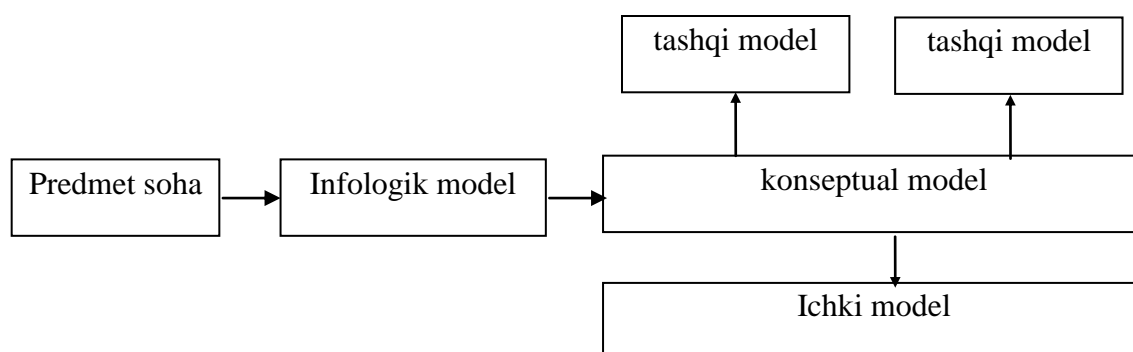 tashqi model
tashqi model
Predmet soha
Infologik model
konseptual model
Ichki model